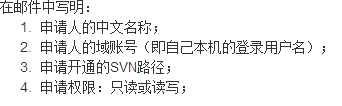 在邮件中写明：
1. 申请人的中文名称；
2. 申请人的域账号（即自己本机的登录用户名）；
3. 申请开通的SVN路径；
4. 申请权限：只读或读写；